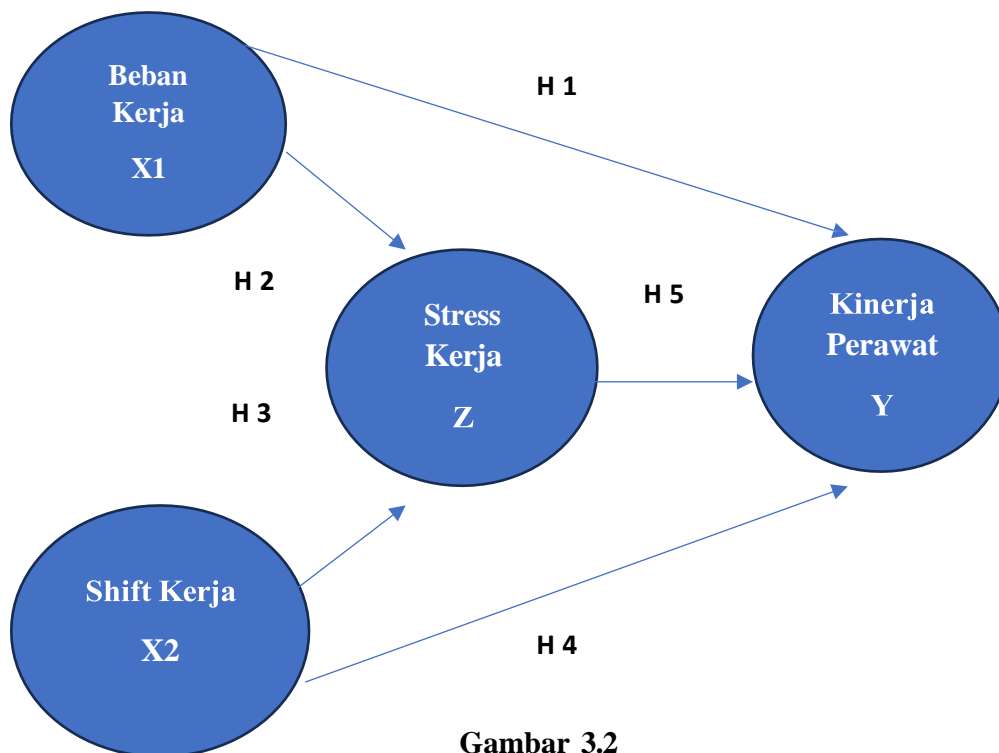 Beban
Kerja
X1
H 1
H 2
Stress
Kerja
Z
H 5
Kinerja
Perawat
Y
H 3
Shift Kerja
X2
H 4
Gambar 3.2